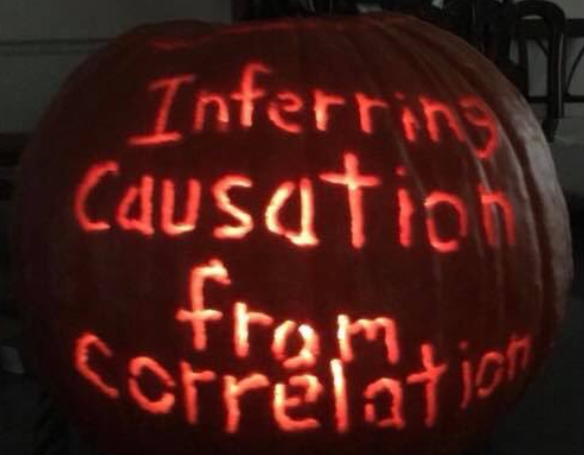 Inferring
Causation
from
correlation